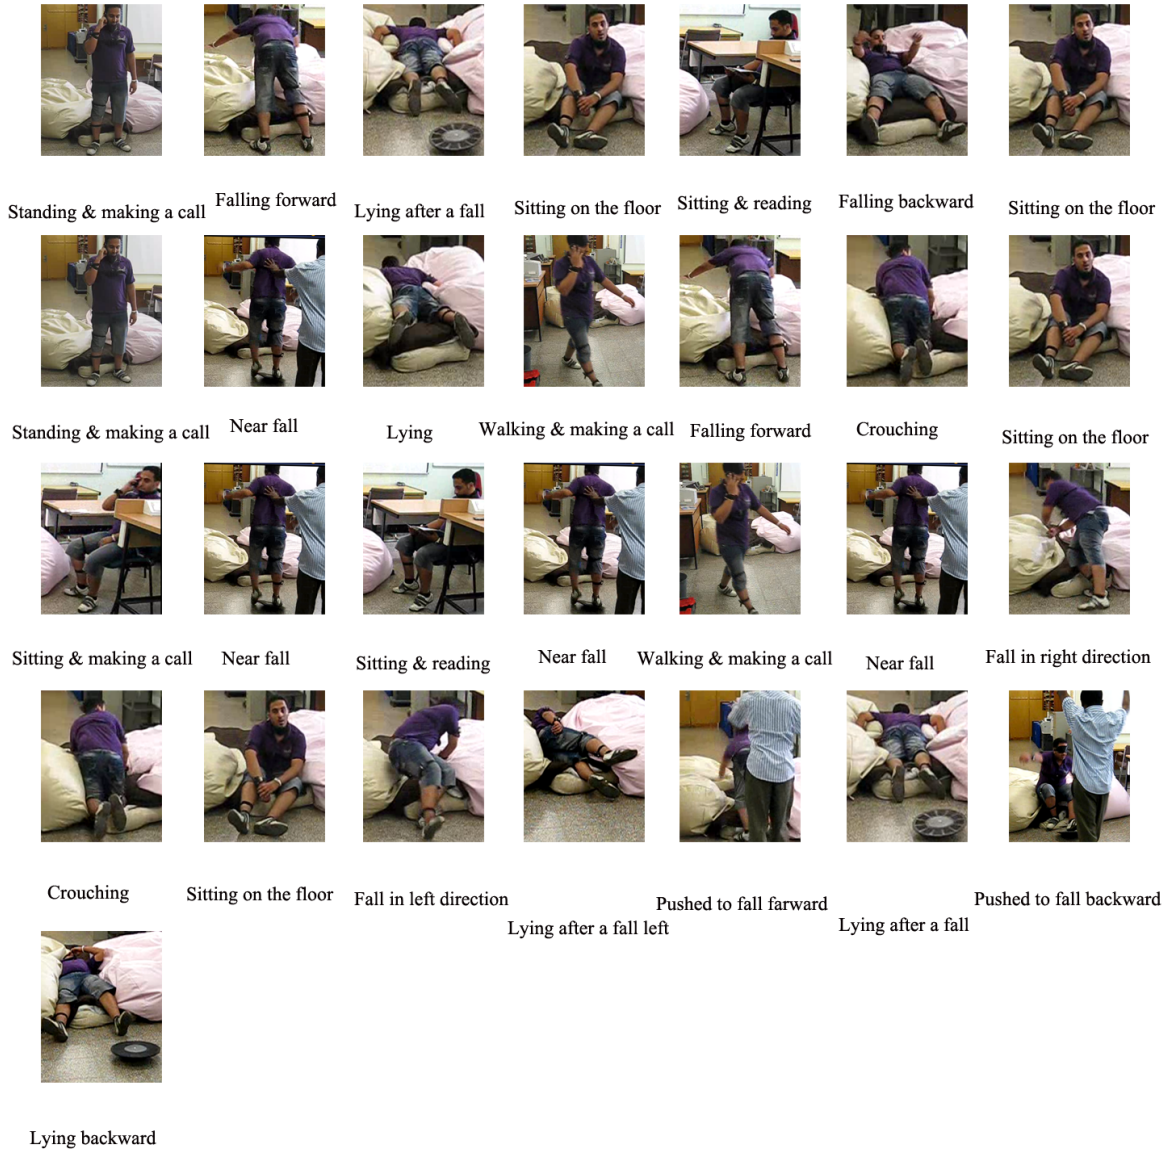 Standing & making a call
Falling forward
Lying after a fall
Sitting on the floor
Sitting & reading
Falling backward
Sitting on the floor
Standing & making a call
Near fall
Lying
Walking & making a call
Falling forward
Crouching
Sitting on the floor
Sitting & making a call
Near fall
Sitting & reading
Near fall
Walking & making a call
Near fall
Fall in right direction
Crouching
Sitting on the floor
Fall in left direction
Lying after a fall left
Pushed to fall farward
Lying after a fall
Pushed to fall backward
Lying backward